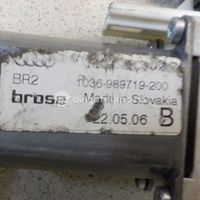 BR2 1036-989719-200
brose Made in Slovakia
22.05.06 B